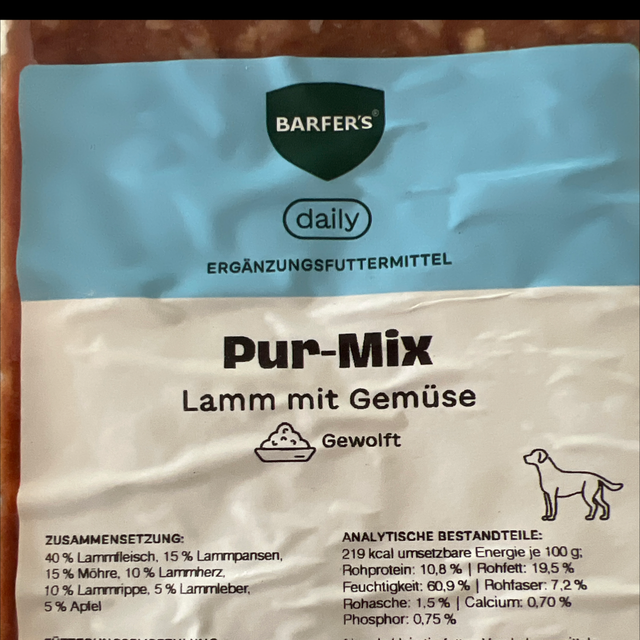 BARFER'S®
daily
ERGÄNZUNGSFUTTERMITTEL
Pur-Mix
Lamm mit Gemüse
Gewolft
ZUSAMMENSETZUNG:
40 % Lammfleisch, 15 % Lammpansen,
15 % Möhre, 10 % Lammherz,
10 % Lammrippe, 5 % Lammleber,
5 % Apfel
ANALYTISCHE BESTANDTEILE:
219 kcal umsetzbare Energie je 100 g;
Rohprotein: 10,8 % | Rohfett: 19,5 %
Feuchtigkeit: 60,9 % | Rohfaser: 7,2 %
Rohasche: 1.5 % | Calcium: 0,70 %
Phosphor: 0,75 %